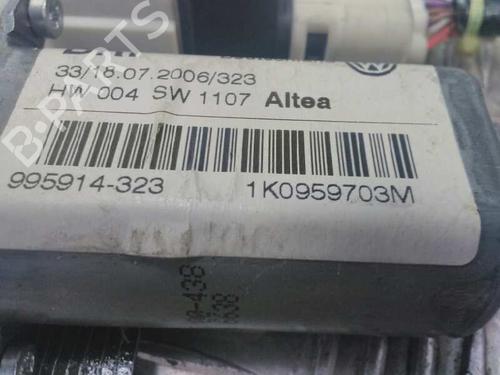 33/18.07.2006/323
HW 004 SW 1107 Altea
995914-323 1K0959703M
B-PARTS